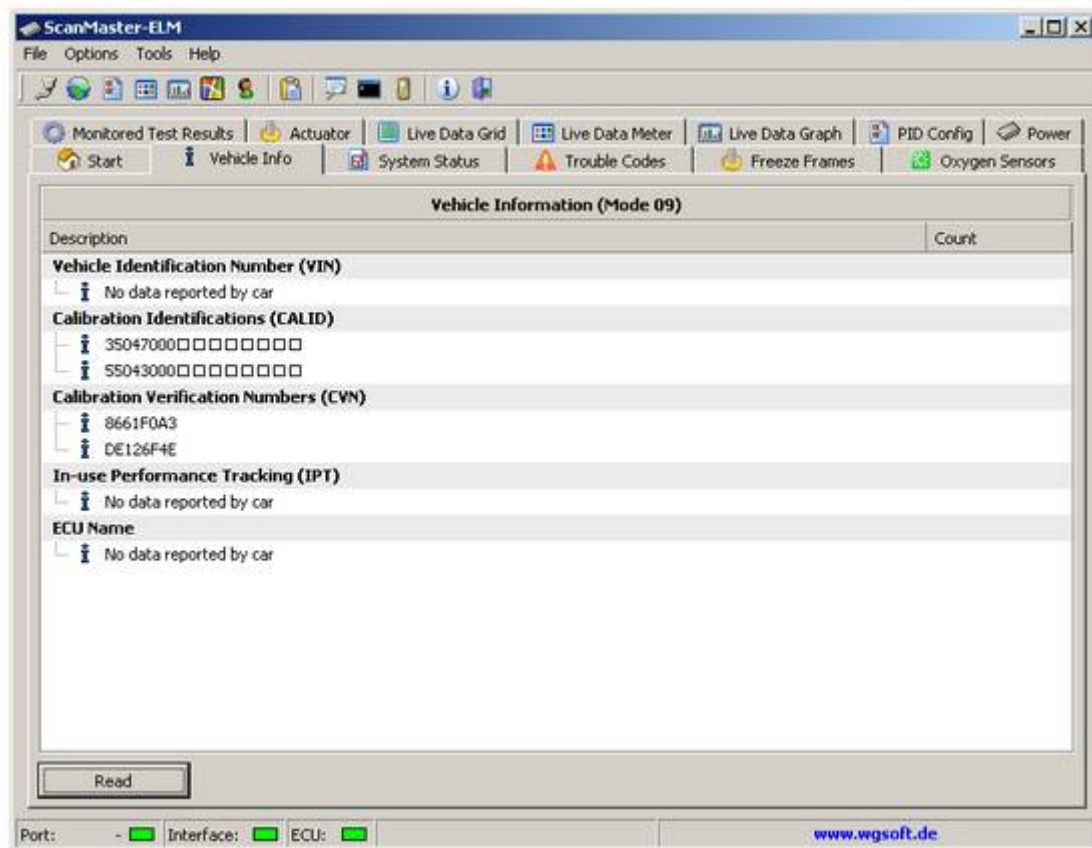 ScanMaster-ELM
File Options Tools Help
Monitored Test Results Actuator Live Data Grid Live Data Meter Live Data Graph PID Config Power
Start Vehicle Info System Status Trouble Codes Freeze Frames Oxygen Sensors
Vehicle Information (Mode 09)
Description Count
Vehicle Identification Number (VIN)
No data reported by car
Calibration Identifications (CALID)
35047000□□□□□□□□
55043000□□□□□□□□
Calibration Verification Numbers (CVN)
8661F0A3
DE126F4E
In-use Performance Tracking (IPT)
No data reported by car
ECU Name
No data reported by car
Read
Port: - Interface: ECU: www.wgsoft.de